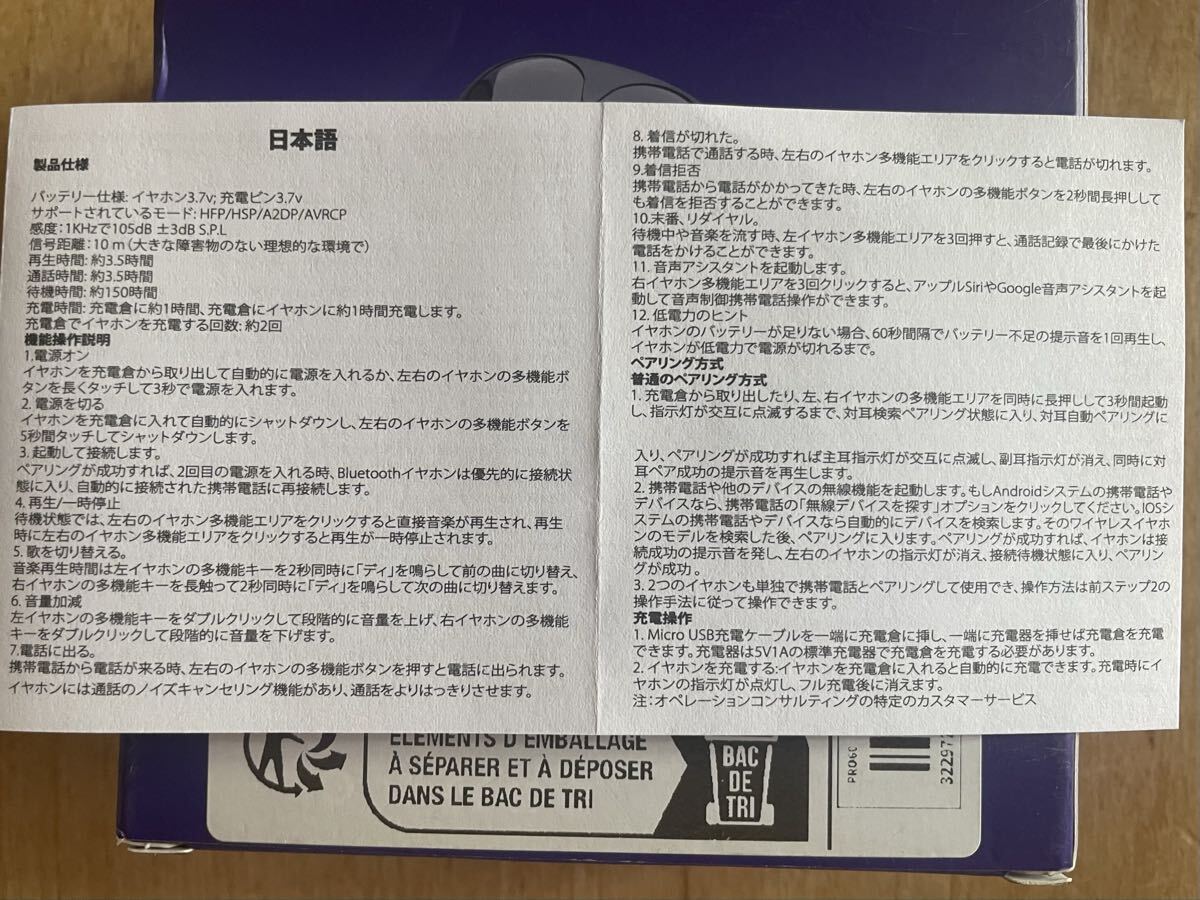 日本語
製品仕様
バッテリー仕様: イヤホン3.7v; 充電ビン3.7v
サポートされているモード: HFP/HSP/A2DP/AVRCP
感度：1KHzで105dB ±3dB S.P.L
信号距離：10 m（大きな障害物のない理想的な環境で）
再生時間: 約3.5時間
通話時間: 約3.5時間
待機時間: 約150時間
充電時間: 充電倉に約1時間、充電倉にイヤホンに約1時間充電します。
充電倉でイヤホンを充電する回数: 約2回
機能操作説明
1.電源オン
イヤホンを充電倉から取り出して自動的に電源を入れるか、左右のイヤホンの多機能ボ
タンを長くタッチして3秒で電源を入れます。
2. 電源を切る
イヤホンを充電倉に入れて自動的にシャットダウンし、左右のイヤホンの多機能ボタンを
5秒間タッチしてシャットダウンします。
3. 起動して接続します。
ペアリングが成功すれば、2回目の電源を入れる時、Bluetoothイヤホンは優先的に接続状
態に入り、自動的に接続された携帯電話に再接続します。
4. 再生/一時停止
待機状態では、左右のイヤホン多機能エリアをクリックすると直接音楽が再生され、再生
時に左右のイヤホン多機能エリアをクリックすると再生が一時停止されます。
5. 歌を切り替える。
音楽再生時間は左イヤホンの多機能キーを2秒同時に「ディ」を鳴らして前の曲に切り替え、
右イヤホンの多機能キーを長触って2秒同時に「ディ」を鳴らして次の曲に切り替えます。
6. 音量加減
左イヤホンの多機能キーをダブルクリックして段階的に音量を上げ、右イヤホンの多機能
キーをダブルクリックして段階的に音量を下げます。
7.電話に出る。
携帯電話から電話が来る時、左右のイヤホンの多機能ボタンを押すと電話に出られます。
イヤホンには通話のノイズキャンセリング機能があり、通話をよりはっきりさせます。
8. 着信が切れた。
携帯電話で通話する時、左右のイヤホン多機能エリアをクリックすると電話が切れます。
9.着信拒否
携帯電話から電話がかかってきた時、左右のイヤホンの多機能ボタンを2秒間長押しして
も着信を拒否することができます。
10.末番、リダイヤル。
待機中や音楽を流す時、左イヤホン多機能エリアを3回押すと、通話記録で最後にかけた
電話をかけることができます。
11. 音声アシスタントを起動します。
右イヤホン多機能エリアを3回クリックすると、アップルSiriやGoogle音声アシスタントを起
動して音声制御携帯電話操作ができます。
12. 低電力のヒント
イヤホンのバッテリーが足りない場合、60秒間隔でバッテリー不足の提示音を1回再生し、
イヤホンが低電力で電源が切れるまで。
ペアリング方式
普通のペアリング方式
1. 充電倉から取り出したり、左、右イヤホンの多機能エリアを同時に長押しして3秒間起動
し、指示灯が交互に点滅するまで、対耳検索ペアリング状態に入り、対耳自動ペアリングに
入り、ペアリングが成功すれば主耳指示灯が交互に点滅し、副耳指示灯が消え、同時に対
耳ペア成功の提示音を再生します。
2. 携帯電話や他のデバイスの無線機能を起動します。もしAndroidシステムの携帯電話や
デバイスなら、携帯電話の「無線デバイスを探す」オプションをクリックしてください。IOSシ
ステムの携帯電話やデバイスなら自動的にデバイスを検索します。そのワイヤレスイヤホ
ンのモデルを検索した後、ペアリングに入ります。ペアリングが成功すれば、イヤホンは接
続成功の提示音を発し、左右のイヤホンの指示灯が消え、接続待機状態に入り、ペアリン
グが成功。
3. 2つのイヤホンも単独で携帯電話とペアリングして使用でき、操作方法は前ステップ2の
操作手法に従って操作できます。
充電操作
1. Micro USB充電ケーブルを一端に充電倉に挿し、一端に充電器を挿せば充電倉を充電
できます。充電器は5V1Aの標準充電器で充電倉を充電する必要があります。
2. イヤホンを充電する: イヤホンを充電倉に入れると自動的に充電できます。充電時にイ
ヤホンの指示灯が点灯し、フル充電後に消えます。
注：オペレーションコンサルティングの特定のカスタマーサービス
ÉLÉMENTS D'EMBALLAGE
À SÉPARER ET À DÉPOSER
DANS LE BAC DE TRI
BAC
DE
TRI
PRO60